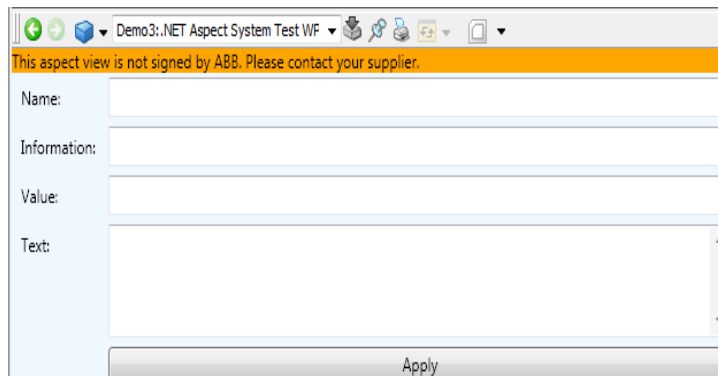 Demo3:.NET Aspect System Test WF
This aspect view is not signed by ABB. Please contact your supplier.
Name:
Information:
Value:
Text:
Apply